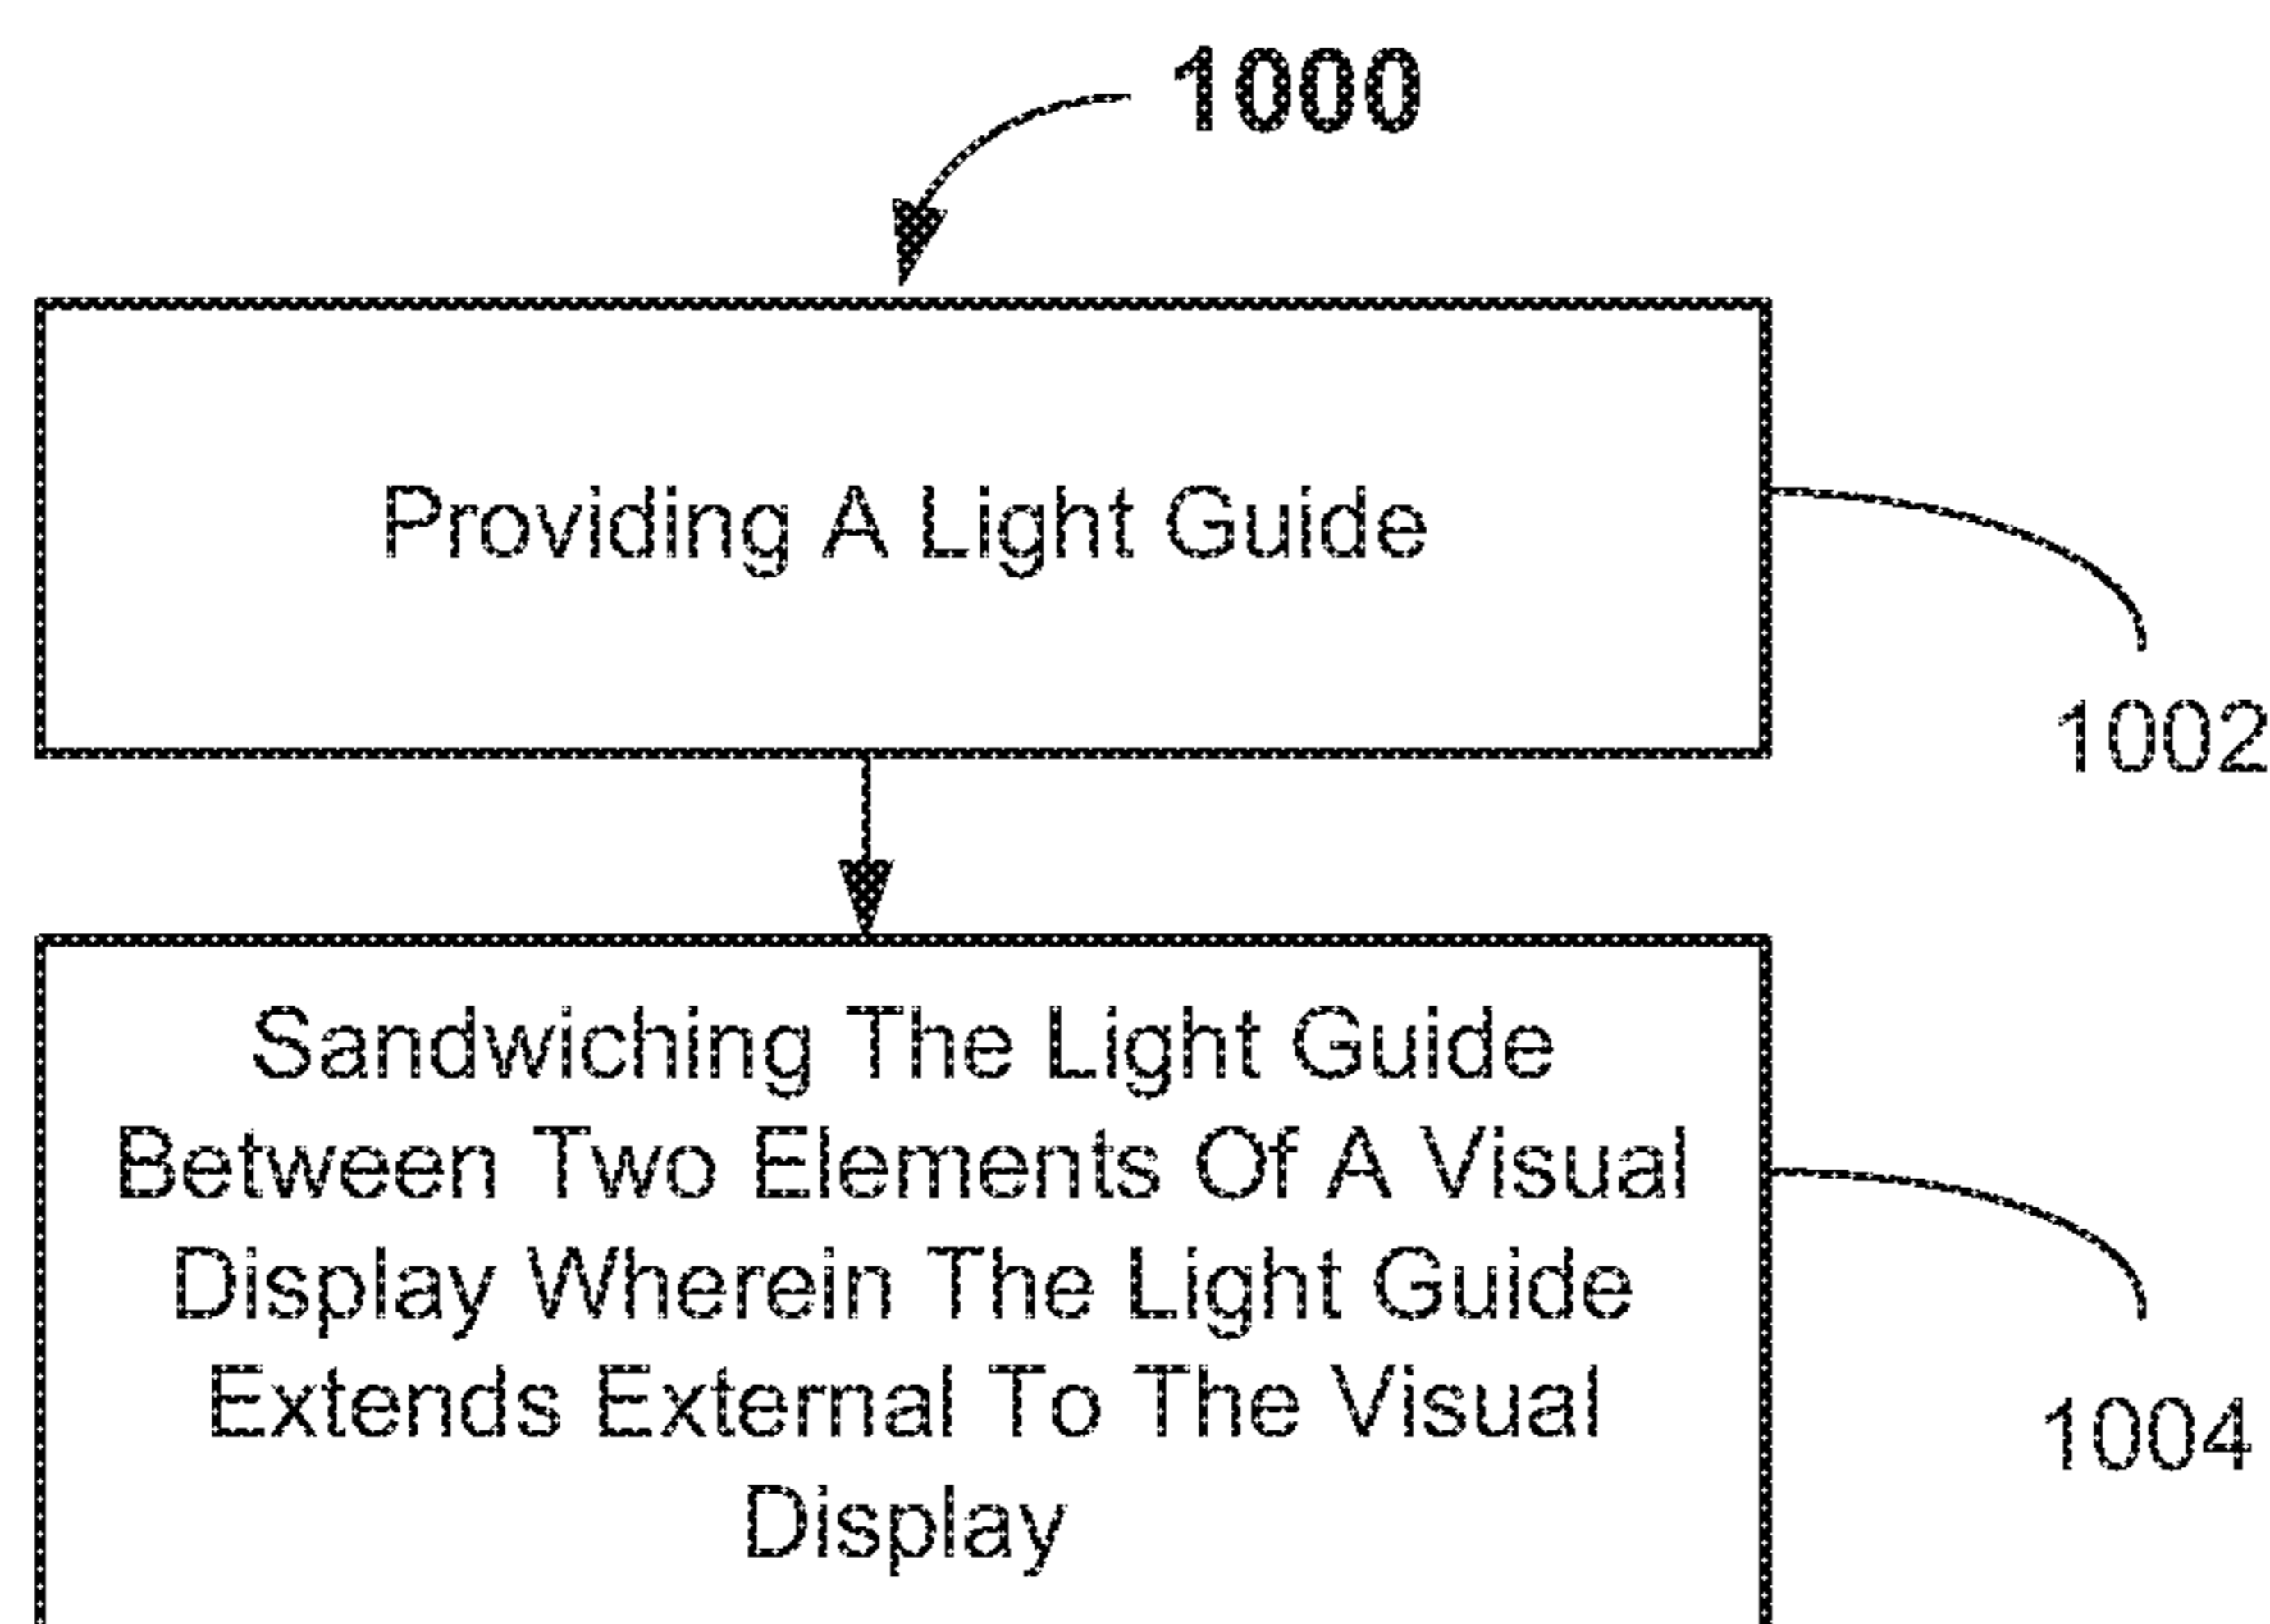 1000
Providing A Light Guide
1002
Sandwiching The Light Guide
Between Two Elements Of A Visual
Display Wherein The Light Guide
Extends External To The Visual
Display
1004